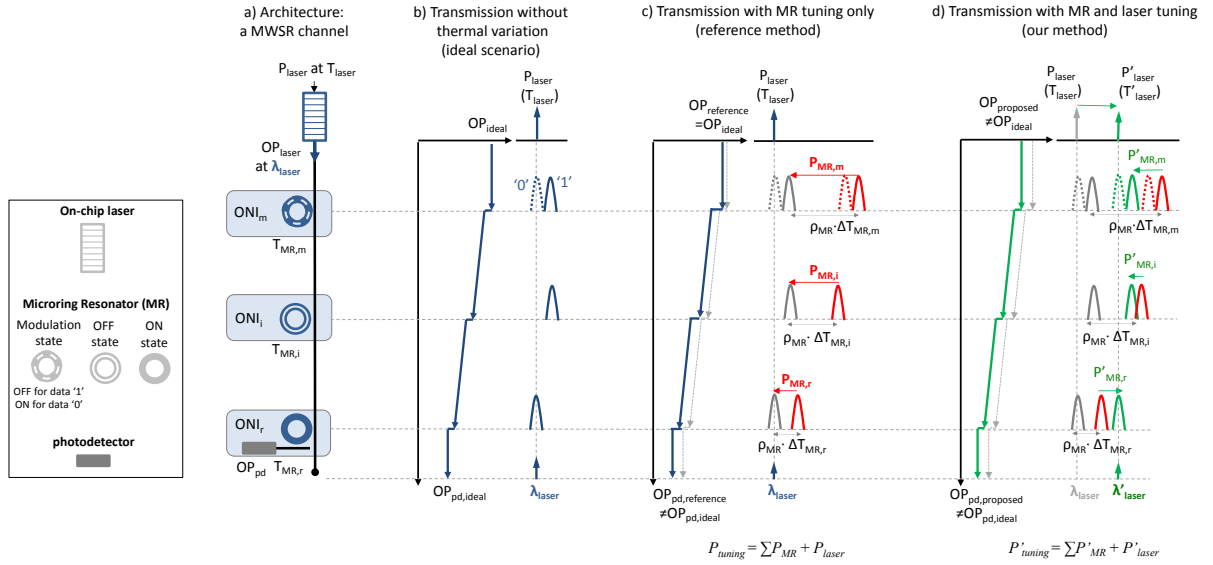 a) Architecture:
a MWSR channel
P_laser at T_laser
OP_laser
at λ_laser
ONI_m
T_MR,m
ONI_i
T_MR,i
ONI_r
OP_pd
T_MR,r
On-chip laser
Microring Resonator (MR)
Modulation
state
OFF
state
ON
state
OFF for data ‘1’
ON for data ‘0’
photodetector
b) Transmission without
thermal variation
(ideal scenario)
P_laser
(T_laser)
OP_ideal
‘0’
‘1’
OP_pd,ideal
λ_laser
c) Transmission with MR tuning only
(reference method)
P_laser
(T_laser)
OP_reference
=OP_ideal
P_MR,m
ρ_MR·ΔT_MR,m
P_MR,i
ρ_MR· ΔT_MR,i
P_MR,r
ρ_MR· ΔT_MR,r
OP_pd,reference
≠OP_pd,ideal
λ_laser
P_tuning = ∑P_MR + P_laser
d) Transmission with MR and laser tuning
(our method)
P_laser
(T_laser)
P’_laser
(T’_laser)
OP_proposed
≠OP_ideal
P’_MR,m
ρ_MR·ΔT_MR,m
P’_MR,i
ρ_MR· ΔT_MR,i
P’_MR,r
ρ_MR· ΔT_MR,r
OP_pd,proposed
≠OP_pd,ideal
λ_laser
λ’_laser
P’_tuning = ∑P’_MR + P’_laser